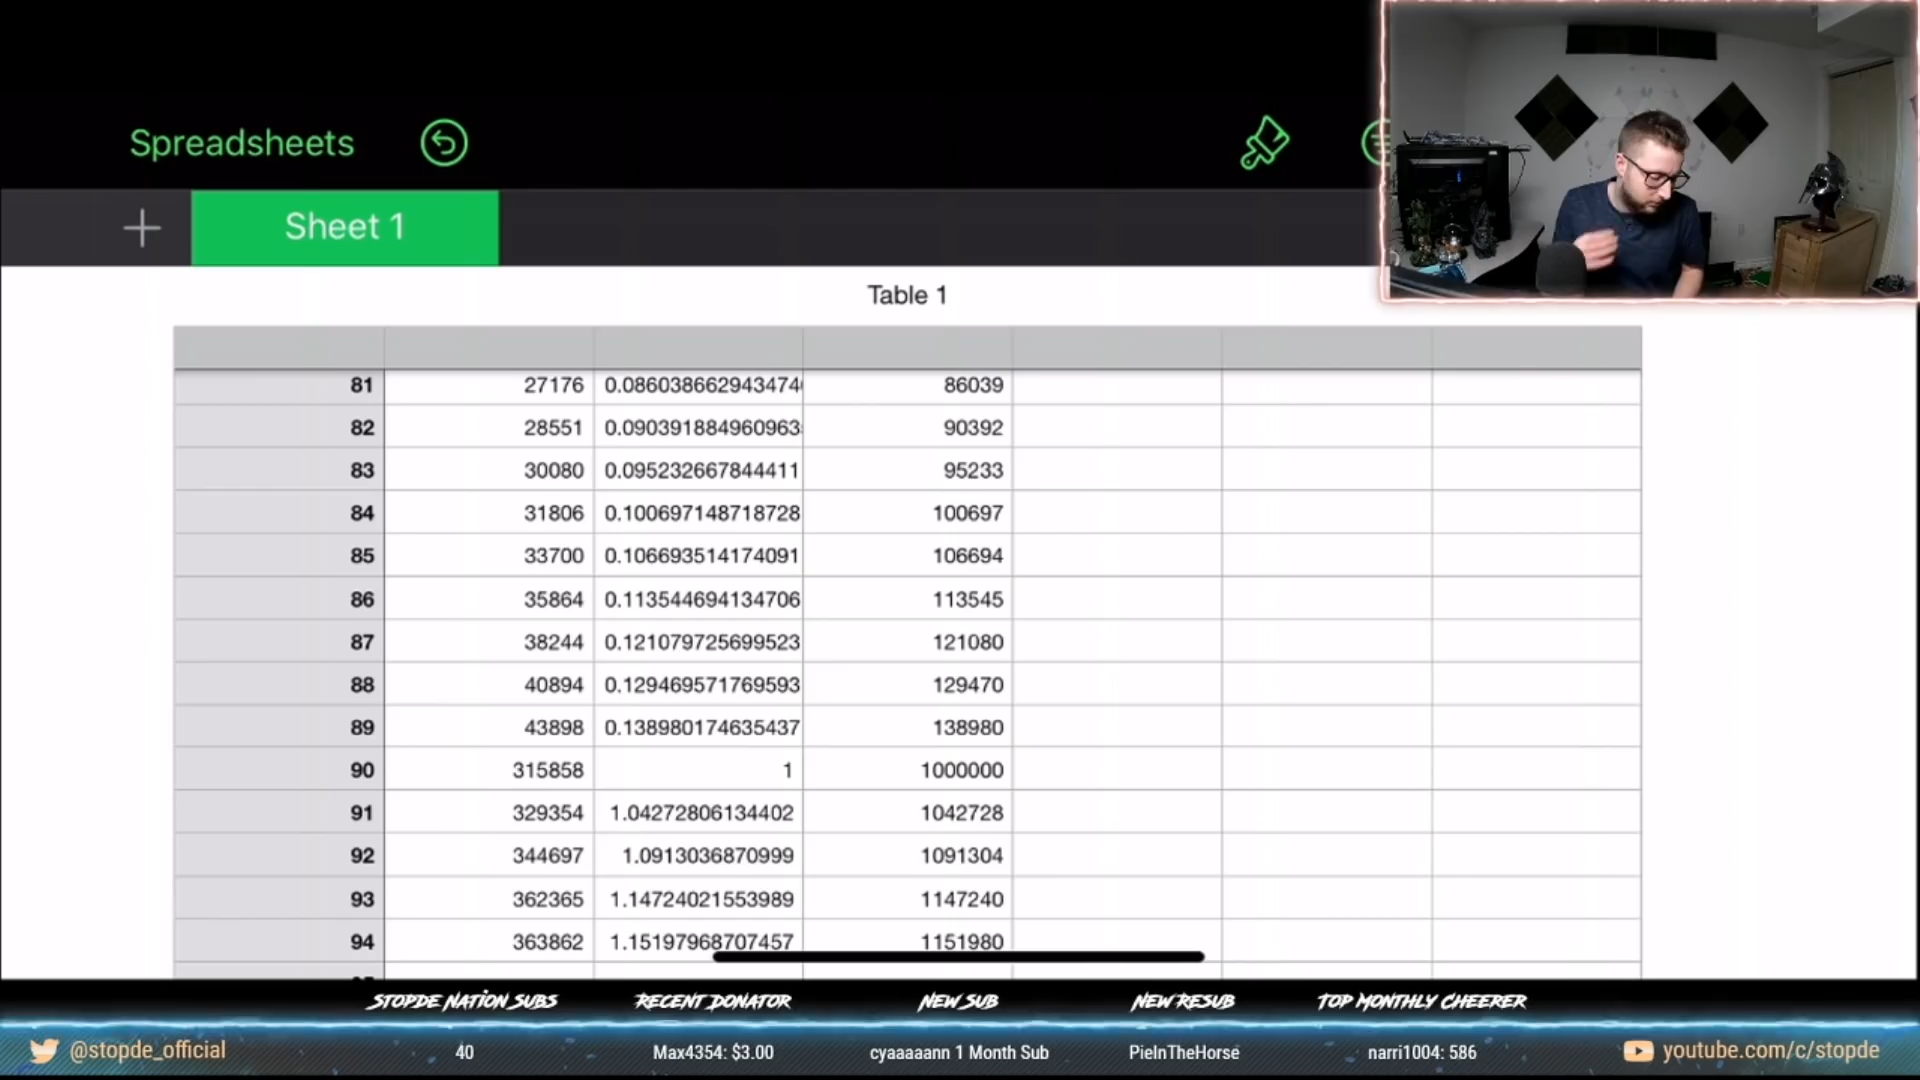 Spreadsheets
Sheet 1
Table 1
81 27176 0.086038662943474 86039
82 28551 0.090391884960963 90392
83 30080 0.095232667844411 95233
84 31806 0.100697148718728 100697
85 33700 0.106693514174091 106694
86 35864 0.113544694134706 113545
87 38244 0.121079725699523 121080
88 40894 0.129469571769593 129470
89 43898 0.138980174635437 138980
90 315858 1 1000000
91 329354 1.04272806134402 1042728
92 344697 1.0913036870999 1091304
93 362365 1.14724021553989 1147240
94 363862 1.15197968707457 1151980
STOPDE NATION SUBS RECENT DONATOR NEW SUB NEW RESUB TOP MONTHLY CHEERER
@stopde_official 40 Max4354: $3.00 cyaaaaann 1 Month Sub PieInTheHorse narri1004: 586 youtube.com/c/stopde